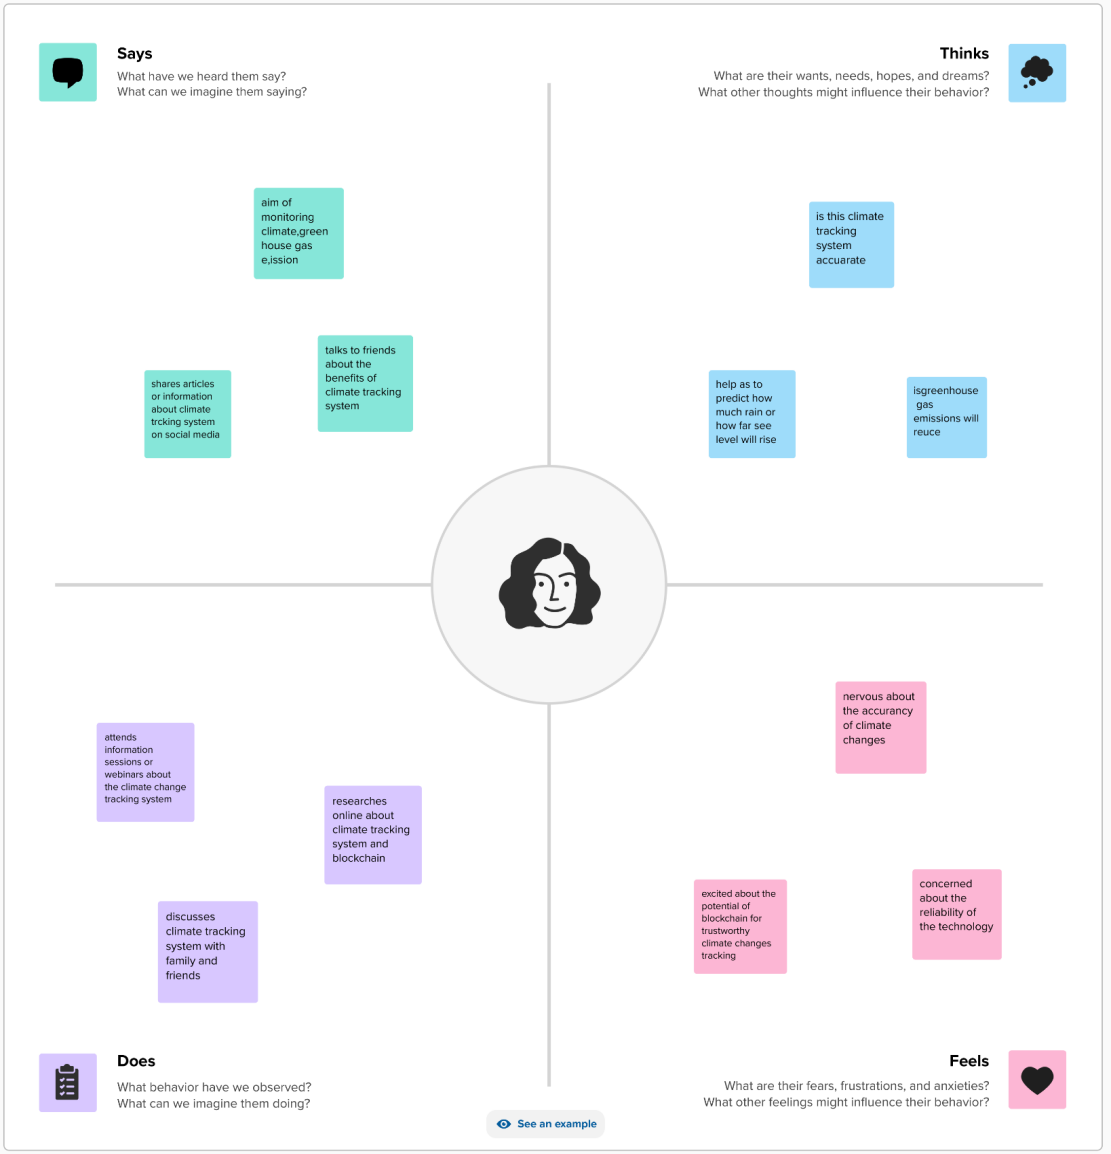 Says
What have we heard them say?
What can we imagine them saying?
Thinks
What are their wants, needs, hopes, and dreams?
What other thoughts might influence their behavior?
aim of
monitoring
climate,green
house gas
e,ission
talks to friends
about the
benefits of
climate tracking
system
shares articles
or information
about climate
trcking system
on social media
is this climate
tracking
system
accuarate
help as to
predict how
much rain or
how far see
level will rise
isgreenhouse
gas
emissions will
reuce
attends
information
sessions or
webinars about
the climate change
tracking system
researches
online about
climate tracking
system and
blockchain
discusses
climate tracking
system with
family and
friends
nervous about
the accurancy
of climate
changes
excited about the
potential of
blockchain for
trustworthy
climate changes
tracking
concerned
about the
reliability of
the technology
Does
What behavior have we observed?
What can we imagine them doing?
Feels
What are their fears, frustrations, and anxieties?
What other feelings might influence their behavior?
See an example